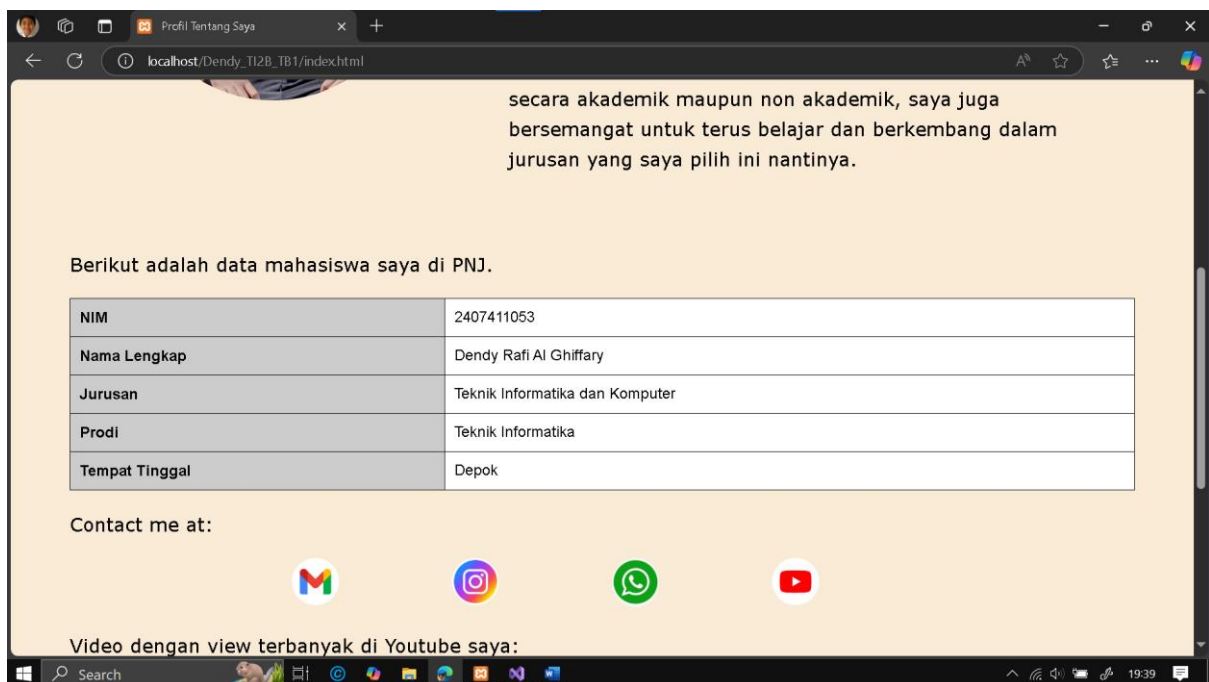 Profil Tentang Saya
localhost/Dendy_TI2B_TB1/index.html
secara akademik maupun non akademik, saya juga
bersemangat untuk terus belajar dan berkembang dalam
jurusan yang saya pilih ini nantinya.
Berikut adalah data mahasiswa saya di PNJ.
NIM 2407411053
Nama Lengkap Dendy Rafi Al Ghiffary
Jurusan Teknik Informatika dan Komputer
Prodi Teknik Informatika
Tempat Tinggal Depok
Contact me at:
Video dengan view terbanyak di Youtube saya:
Search 19:39